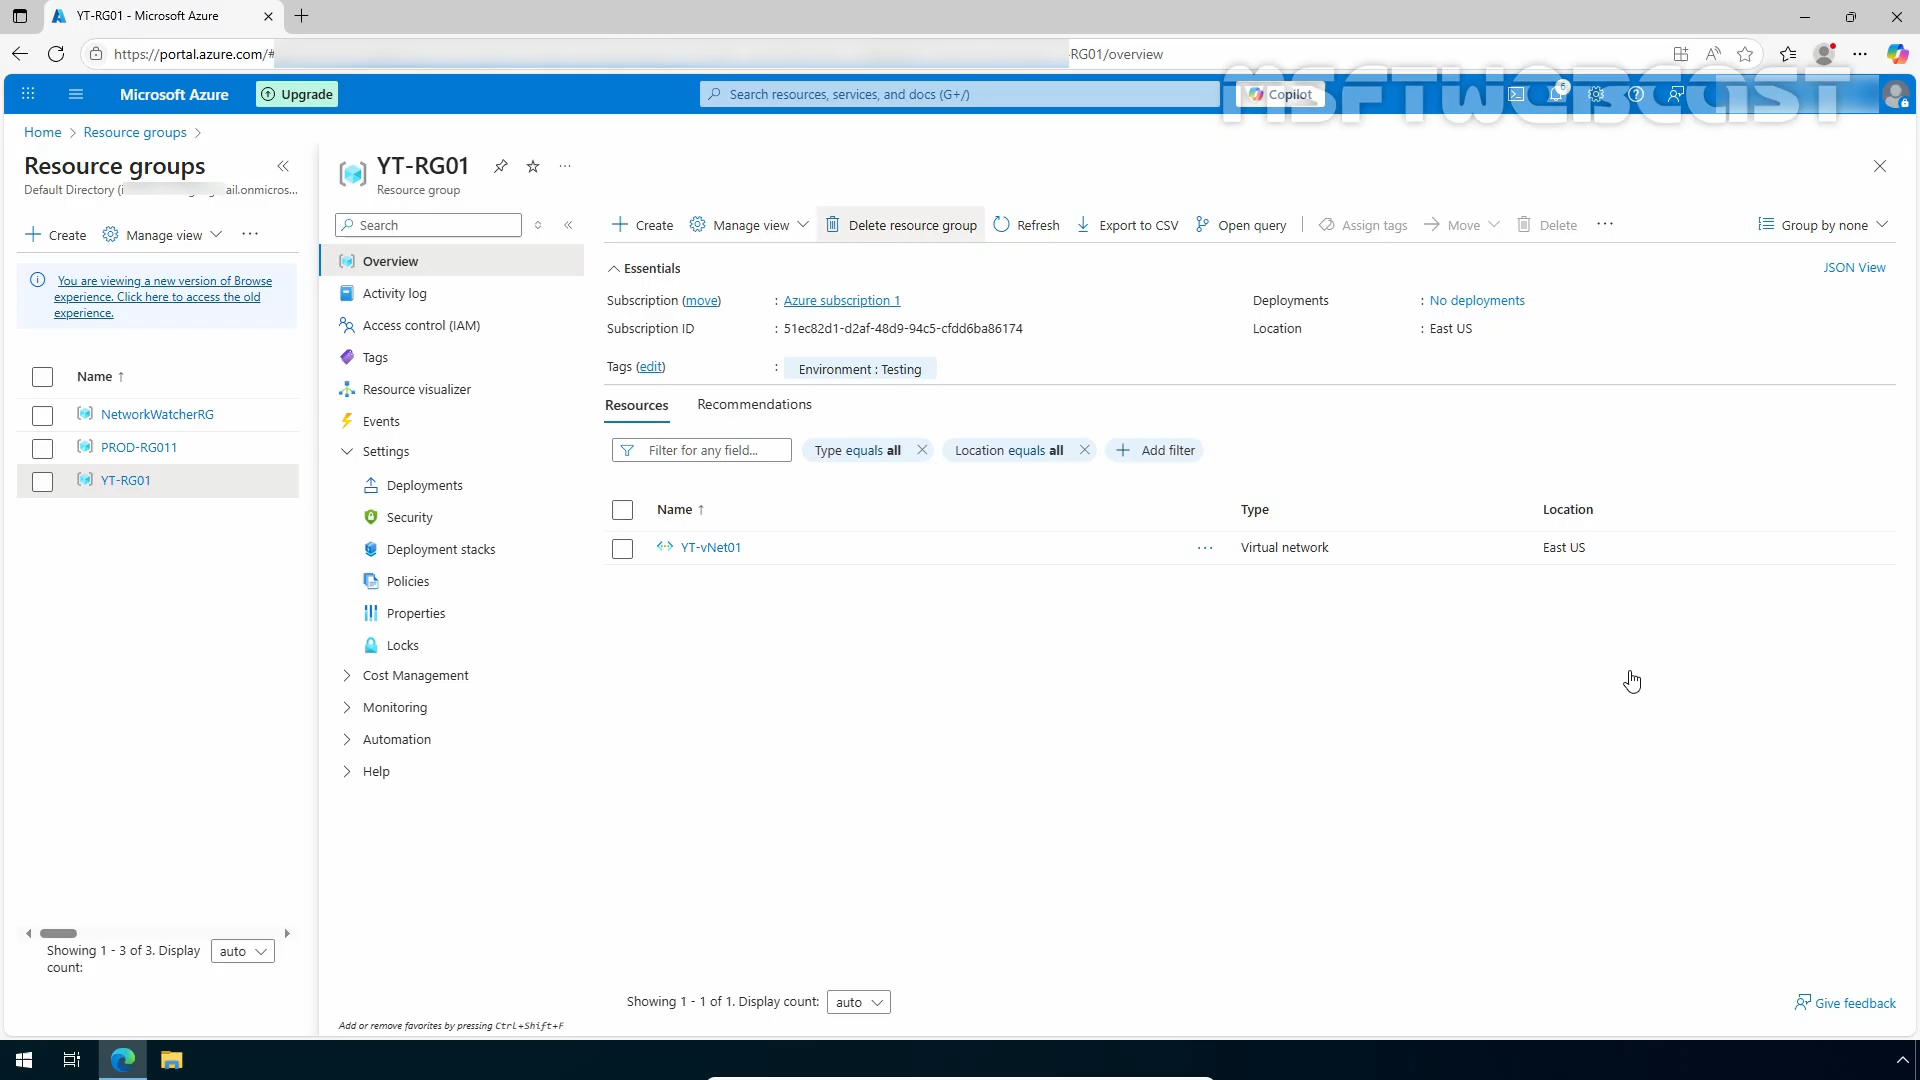 YT-RG01 - Microsoft Azure
https://portal.azure.com/# RG01/overview
MSFTWEBCAST
Microsoft Azure
Upgrade
Search resources, services, and docs (G+/)
Copilot
6
Home > Resource groups >
Resource groups
Default Directory (i ail.onmicros...
Create
Manage view
...
You are viewing a new version of Browse
experience. Click here to access the old
experience.
Name ↑
NetworkWatcherRG
PROD-RG011
YT-RG01
Showing 1 - 3 of 3. Display
count:
auto
YT-RG01
...
Resource group
Search
Overview
Activity log
Access control (IAM)
Tags
Resource visualizer
Events
Settings
Deployments
Security
Deployment stacks
Policies
Properties
Locks
Cost Management
Monitoring
Automation
Help
Add or remove favorites by pressing Ctrl+Shift+F
Create
Manage view
Delete resource group
Refresh
Export to CSV
Open query
Assign tags
Move
Delete
...
Group by none
Essentials
JSON View
Subscription (move) : Azure subscription 1
Deployments : No deployments
Subscription ID : 51ec82d1-d2af-48d9-94c5-cfdd6ba86174
Location : East US
Tags (edit) : Environment : Testing
Resources
Recommendations
Filter for any field...
Type equals all
Location equals all
Add filter
Name ↑
Type
Location
YT-vNet01
...
Virtual network
East US
Showing 1 - 1 of 1. Display count:
auto
Give feedback